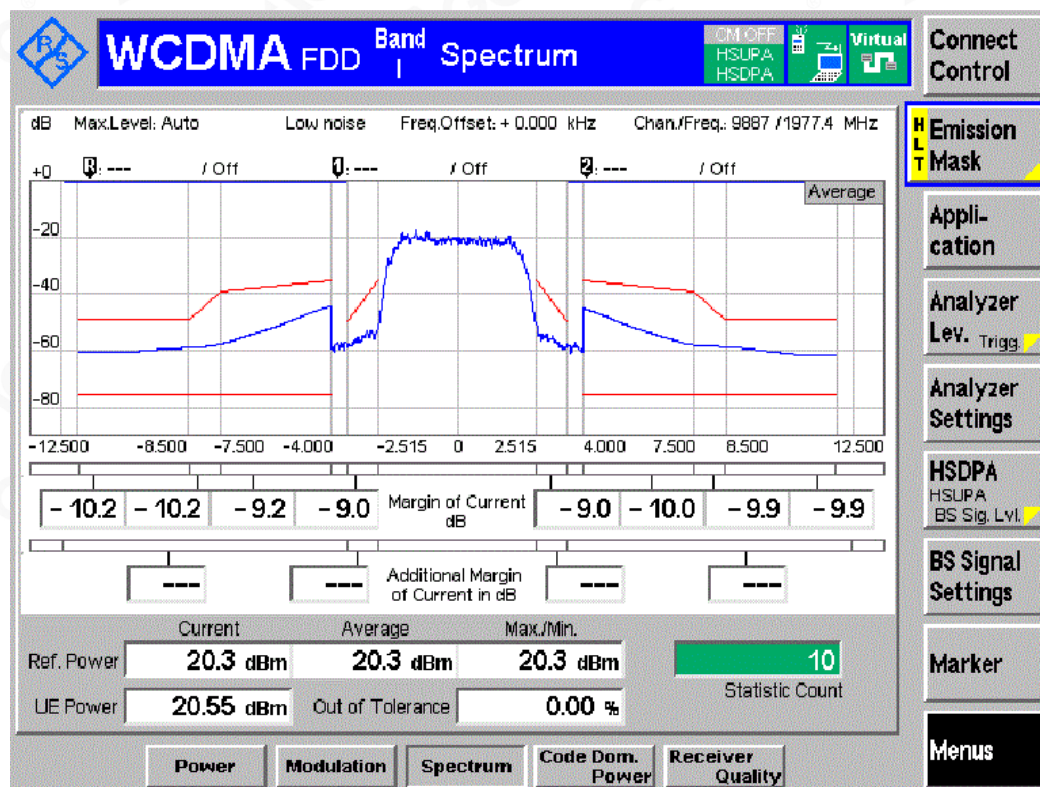 R S
WCDMA FDD Band I Spectrum
CM OFF
HSUPA
HSDPA
Virtual
Connect
Control
dB Max.Level: Auto Low noise Freq.Offset: + 0.000 kHz Chan./Freq.: 9887 / 1977.4 MHz
HLT
Emission
Mask
R: --- / Off 1: --- / Off 2: --- / Off
Average
+0
-20
-40
-60
-80
-12.500 -8.500 -7.500 -4.000 -2.515 0 2.515 4.000 7.500 8.500 12.500
Appli-
cation
Analyzer
Lev. Trigg.
Analyzer
Settings
HSDPA
HSUPA
BS Sig. Lvl.
- 10.2 - 10.2 - 9.2 - 9.0 Margin of Current dB - 9.0 - 10.0 - 9.9 - 9.9
--- --- Additional Margin of Current in dB --- ---
BS Signal
Settings
Current Average Max./Min.
Ref. Power 20.3 dBm 20.3 dBm 20.3 dBm 10
Statistic Count
UE Power 20.55 dBm Out of Tolerance 0.00 %
Marker
Menus
Power Modulation Spectrum Code Dom. Power Receiver Quality